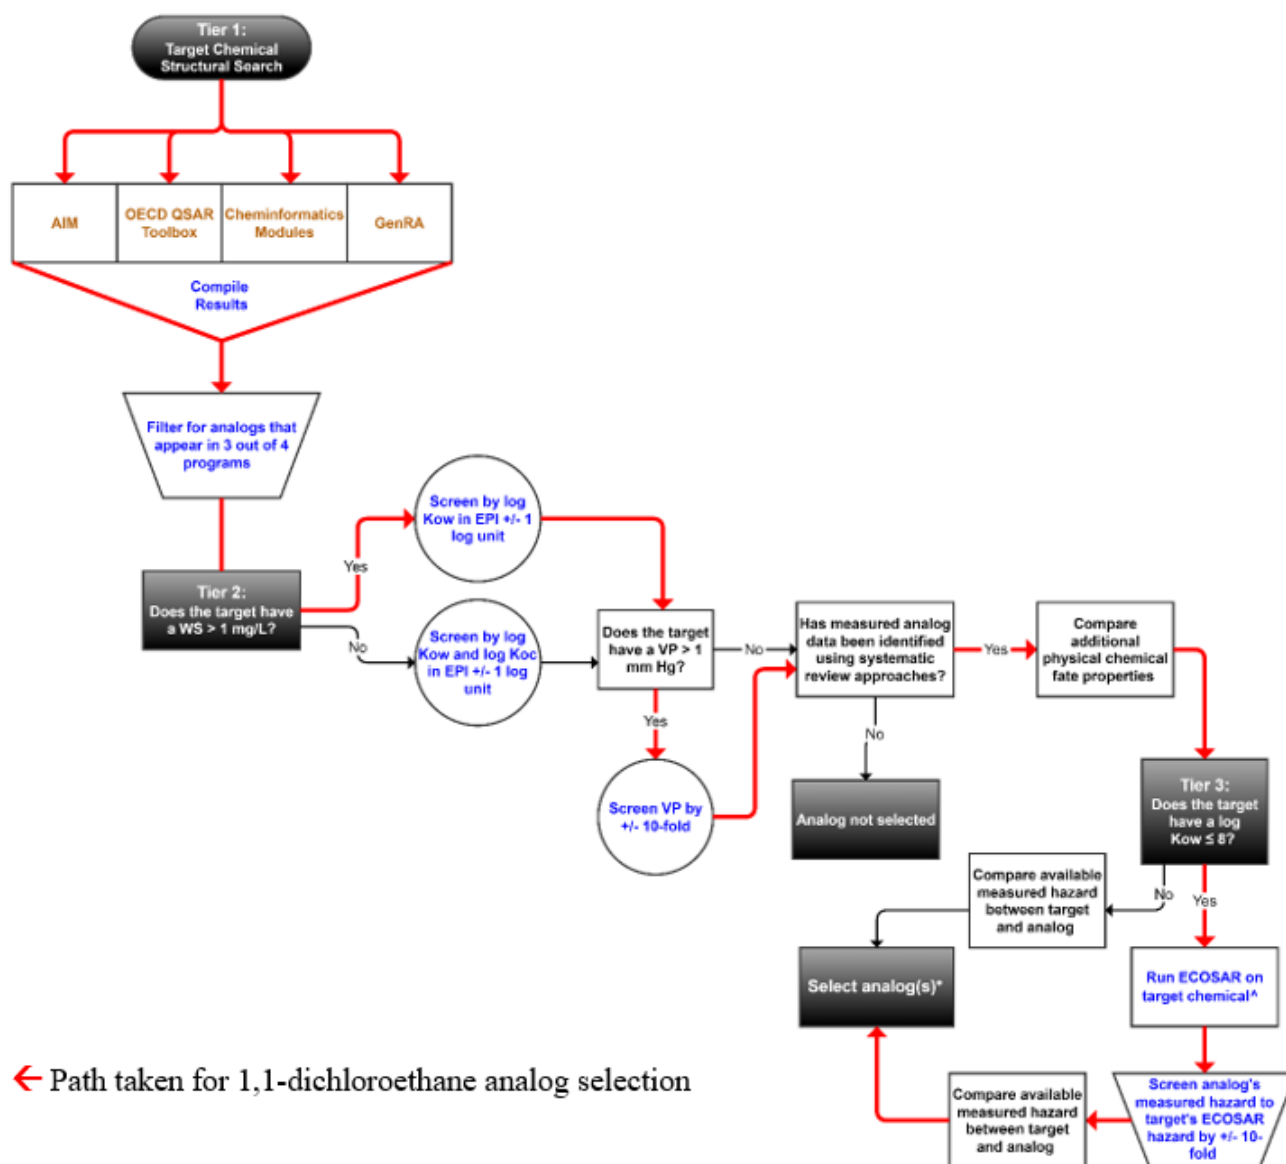 Tier 1:
Target Chemical
Structural Search
AIM
OECD QSAR
Toolbox
Cheminformatics
Modules
GenRA
Compile
Results
Filter for analogs that
appear in 3 out of 4
programs
Tier 2:
Does the target have
a WS > 1 mg/L?
Yes
No
Screen by log
Kow in EPI +/- 1
log unit
Screen by log
Kow and log Koc
in EPI +/- 1 log
unit
Does the target
have a VP > 1
mm Hg?
No
Yes
Screen VP by
+/- 10-fold
Has measured analog
data been identified
using systematic
review approaches?
Yes
No
Analog not selected
Compare
additional
physical chemical
fate properties
Tier 3:
Does the target
have a log
Kow ≤ 8?
No
Yes
Compare available
measured hazard
between target
and analog
Select analog(s)*
Run ECOSAR on
target chemical^
Screen analog's
measured hazard to
target's ECOSAR
hazard by +/- 10-
fold
Compare available
measured hazard
between target
and analog
Path taken for 1,1-dichloroethane analog selection